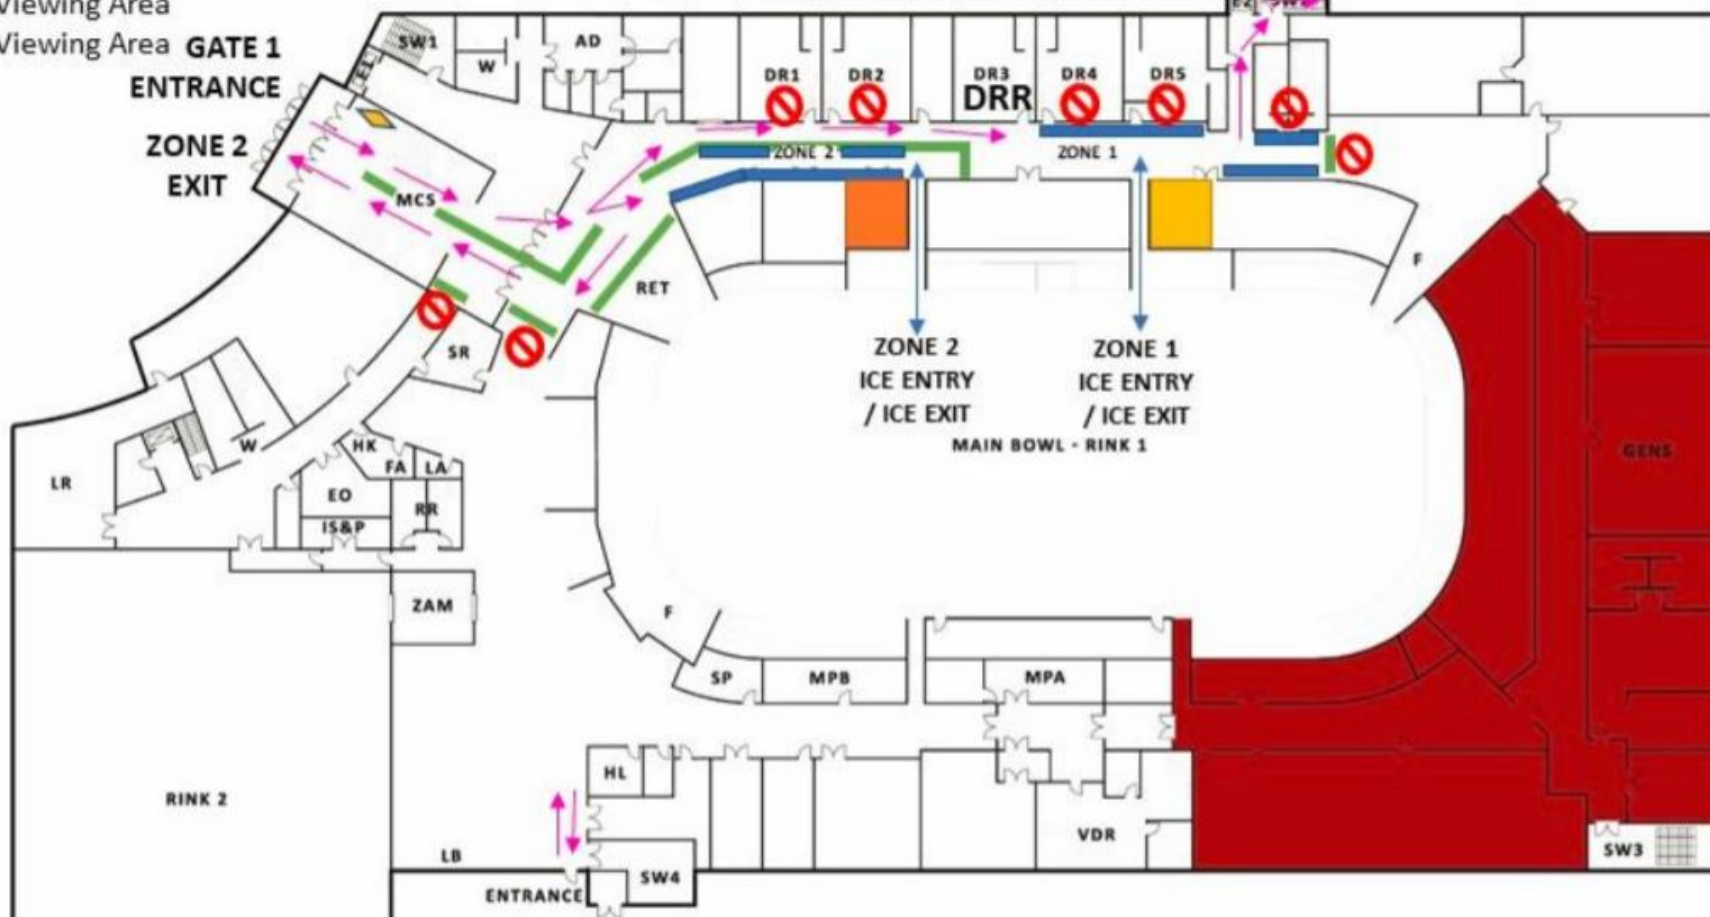 Viewing Area
Viewing Area
GATE 1
ENTRANCE
ZONE 2
EXIT
SW1
EL
W
AD
DR1
DR2
DR3
DRR
DR4
DR5
ZONE 2
ZONE 1
MCS
RET
SR
F
ZONE 2
ICE ENTRY
/ ICE EXIT
ZONE 1
ICE ENTRY
/ ICE EXIT
MAIN BOWL - RINK 1
GENS
LR
W
HK
FA
LA
EO
RR
IS&P
ZAM
F
SP
MPB
MPA
HL
RINK 2
LB
VDR
SW3
SW4
ENTRANCE